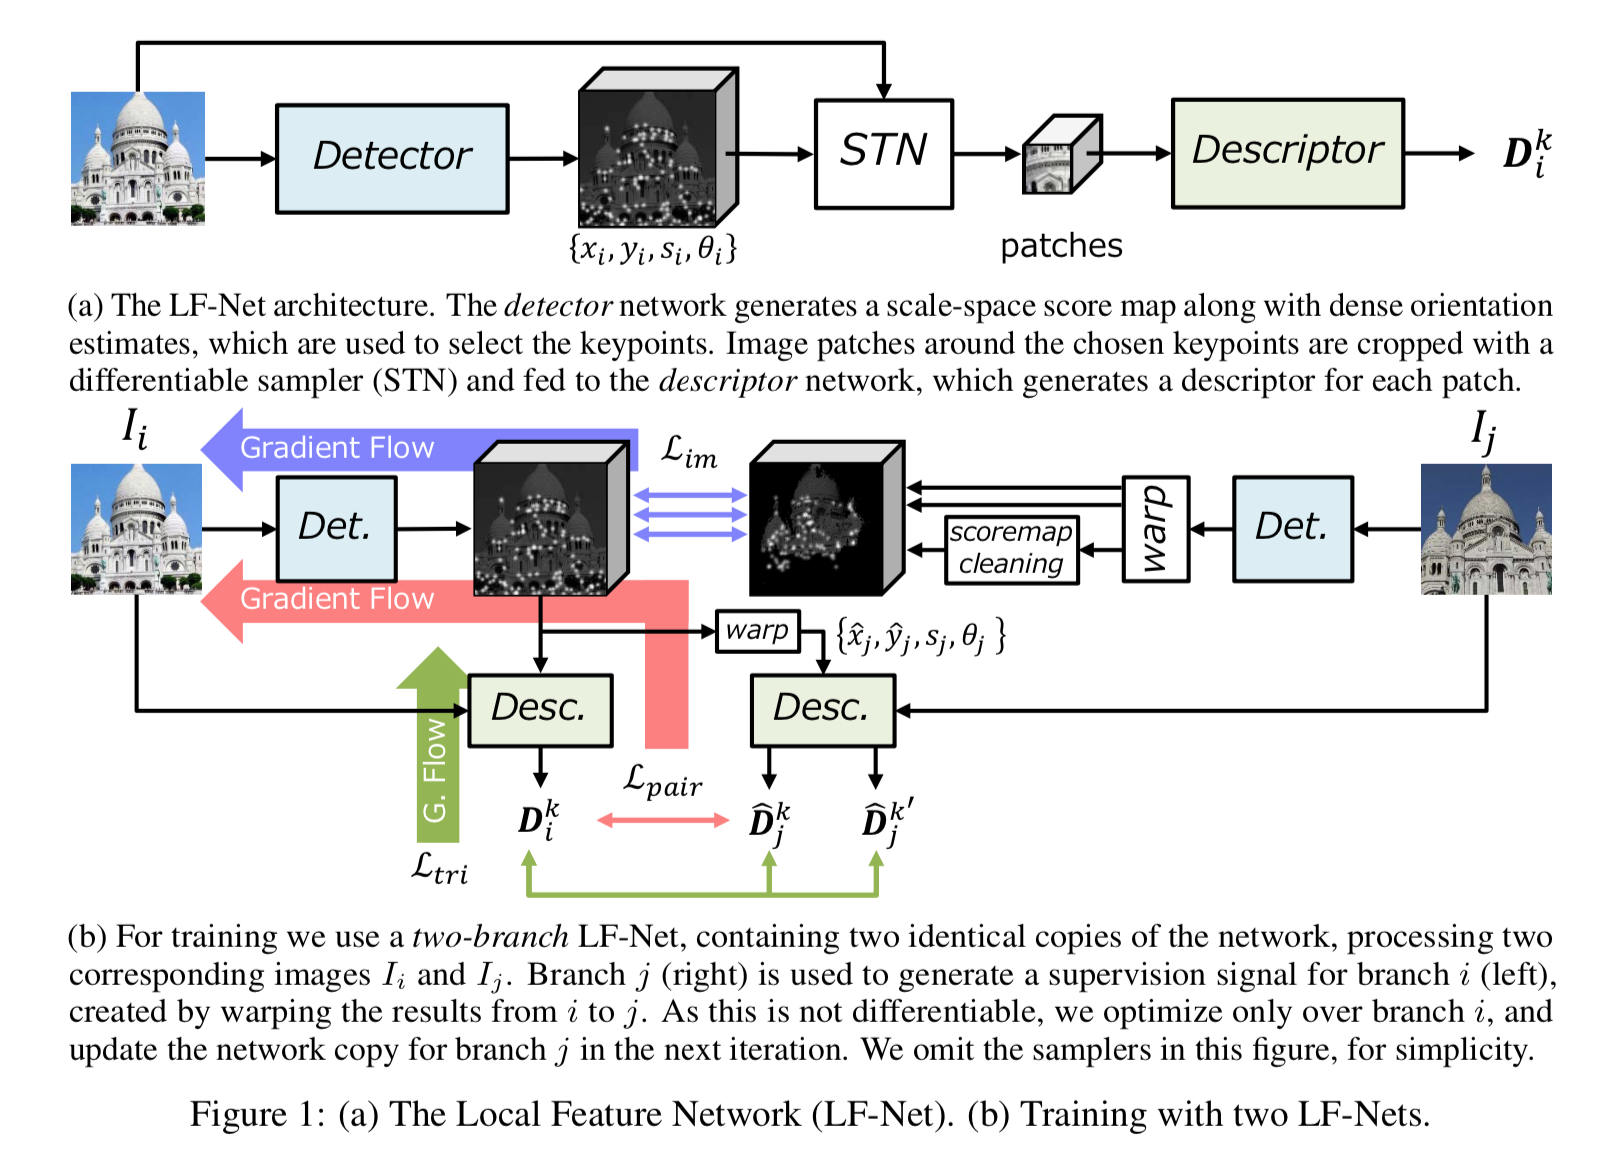 Detector
STN
Descriptor
D_i^k
{x_i, y_i, s_i, θ_i}
patches
(a) The LF-Net architecture. The detector network generates a scale-space score map along with dense orientation
estimates, which are used to select the keypoints. Image patches around the chosen keypoints are cropped with a
differentiable sampler (STN) and fed to the descriptor network, which generates a descriptor for each patch.
I_i
Gradient Flow
ℒ_im
I_j
Det.
warp
Det.
scoremap
cleaning
Gradient Flow
warp
{x̂_j, ŷ_j, s_j, θ_j }
Desc.
Desc.
G. Flow
ℒ_pair
D_i^k
D̂_j^k
D̂_j^k′
ℒ_tri
(b) For training we use a two-branch LF-Net, containing two identical copies of the network, processing two
corresponding images I_i and I_j. Branch j (right) is used to generate a supervision signal for branch i (left),
created by warping the results from i to j. As this is not differentiable, we optimize only over branch i, and
update the network copy for branch j in the next iteration. We omit the samplers in this figure, for simplicity.
Figure 1: (a) The Local Feature Network (LF-Net). (b) Training with two LF-Nets.